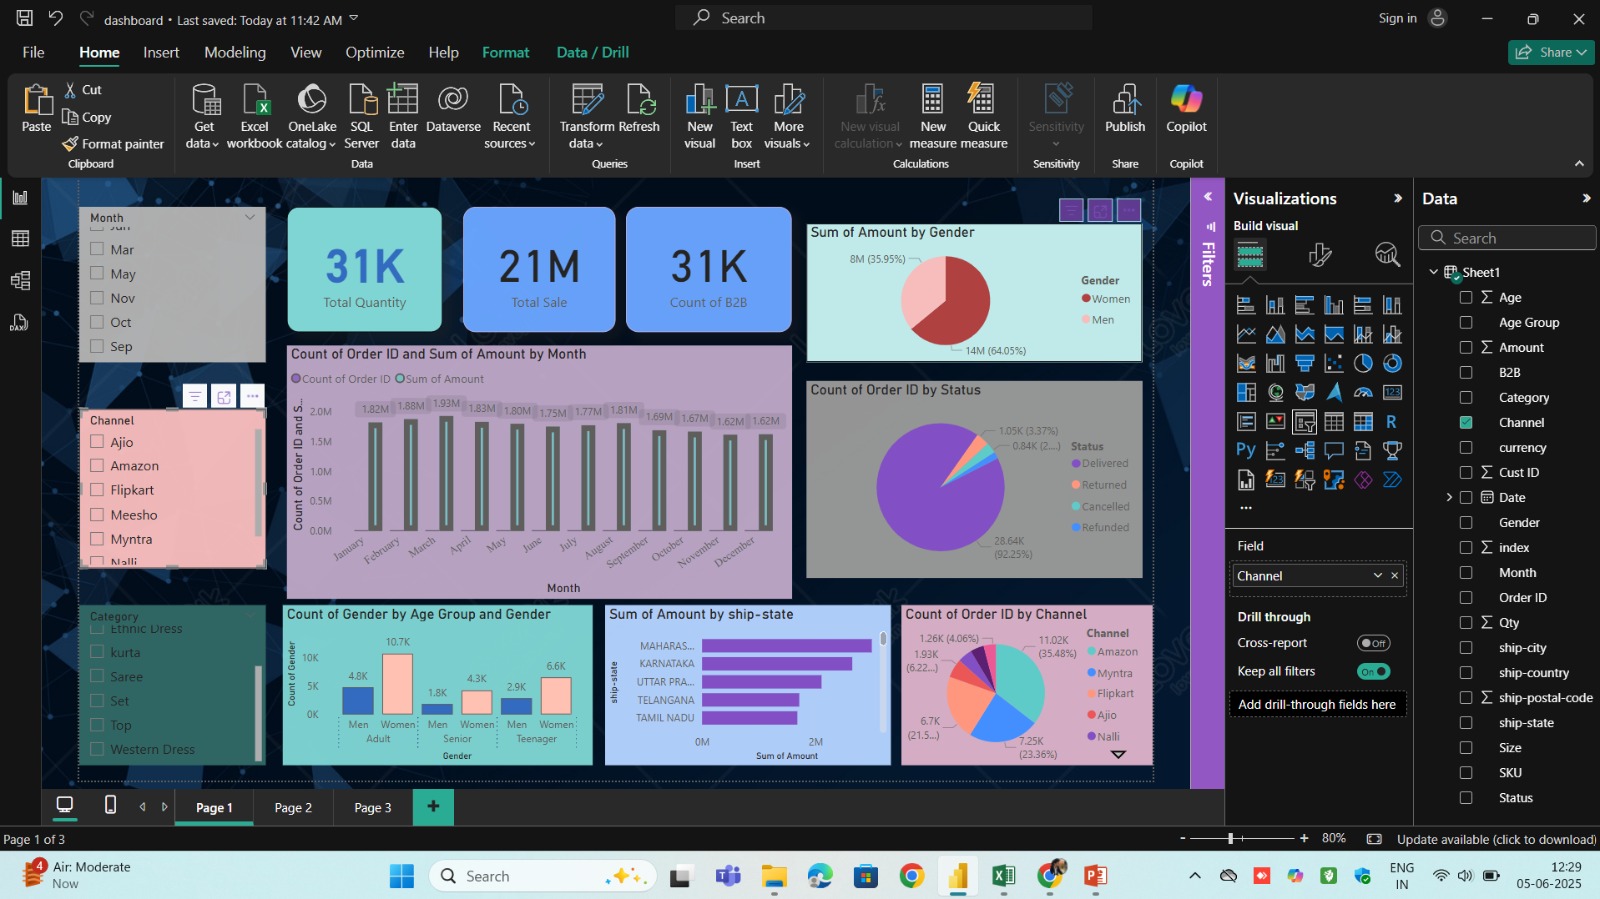 dashboard • Last saved: Today at 11:42 AM
Search
Sign in
File Home Insert Modeling View Optimize Help Format Data / Drill
Share
Paste
Cut
Copy
Format painter
Clipboard
Get data
Excel workbook
OneLake catalog
SQL Server
Enter data
Dataverse
Recent sources
Data
Transform data
Refresh
Queries
New visual
Text box
More visuals
Insert
New visual calculation
New measure
Quick measure
Calculations
Sensitivity
Sensitivity
Publish
Share
Copilot
Copilot
Month
Jun
Mar
May
Nov
Oct
Sep
31K
Total Quantity
21M
Total Sale
31K
Count of B2B
Sum of Amount by Gender
8M (35.95%)
14M (64.05%)
Gender
Women
Men
Channel
Ajio
Amazon
Flipkart
Meesho
Myntra
Nalli
Count of Order ID and Sum of Amount by Month
Count of Order ID Sum of Amount
Count of Order ID and S...
2.0M
1.5M
1.0M
0.5M
0.0M
1.82M 1.88M 1.93M 1.83M 1.80M 1.75M 1.77M 1.81M 1.69M 1.67M 1.62M 1.62M
January February March April May June July August September October November December
Month
Count of Order ID by Status
1.05K (3.37%)
0.84K (2....)
28.64K
(92.25%)
Status
Delivered
Returned
Cancelled
Refunded
Category
Ethnic Dress
kurta
Saree
Set
Top
Western Dress
Count of Gender by Age Group and Gender
Count of Gender
10K
5K
0K
4.8K 10.7K 1.8K 4.3K 2.9K 6.6K
Men Women Men Women Men Women
Adult Senior Teenager
Gender
Sum of Amount by ship-state
ship-state
MAHARAS...
KARNATAKA
UTTAR PRA...
TELANGANA
TAMIL NADU
0M 2M
Sum of Amount
Count of Order ID by Channel
1.26K (4.06%)
1.93K
(6.22...)
6.7K
(21.5...)
11.02K
(35.48%)
7.25K
(23.36%)
Channel
Amazon
Myntra
Flipkart
Ajio
Nalli
Filters
Visualizations
Build visual
R
Py
123
123
Field
Channel
Drill through
Cross-report
Off
Keep all filters
On
Add drill-through fields here
Data
Search
Sheet1
Age
Age Group
Amount
B2B
Category
Channel
currency
Cust ID
Date
Gender
index
Month
Order ID
Qty
ship-city
ship-country
ship-postal-code
ship-state
Size
SKU
Status
Page 1 Page 2 Page 3 +
Page 1 of 3
- + 80%
Update available (click to download)
4
Air: Moderate
Now
Search
ENG
IN
12:29
05-06-2025